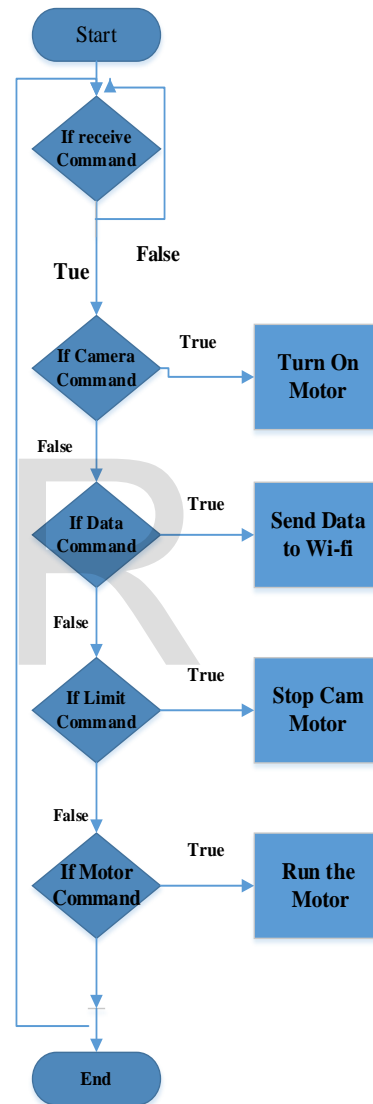 Start
If receive
Command
False
Tue
If Camera
Command
True
Turn On
Motor
False
If Data
Command
True
Send Data
to Wi-fi
False
If Limit
Command
True
Stop Cam
Motor
False
If Motor
Command
True
Run the
Motor
End
R